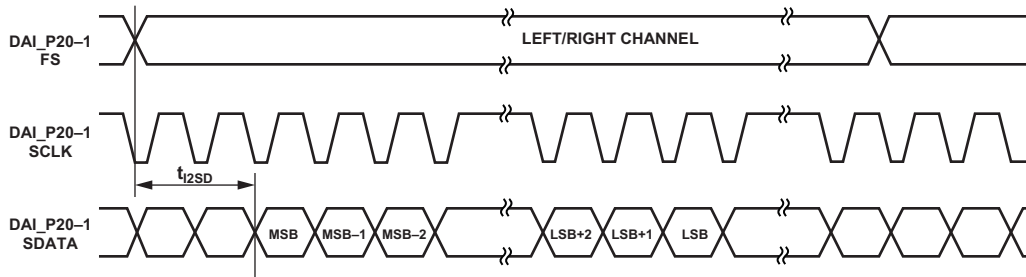 DAI_P20–1
FS
LEFT/RIGHT CHANNEL
DAI_P20–1
SCLK
tI2SD
DAI_P20–1
SDATA
MSB
MSB–1
MSB–2
LSB+2
LSB+1
LSB